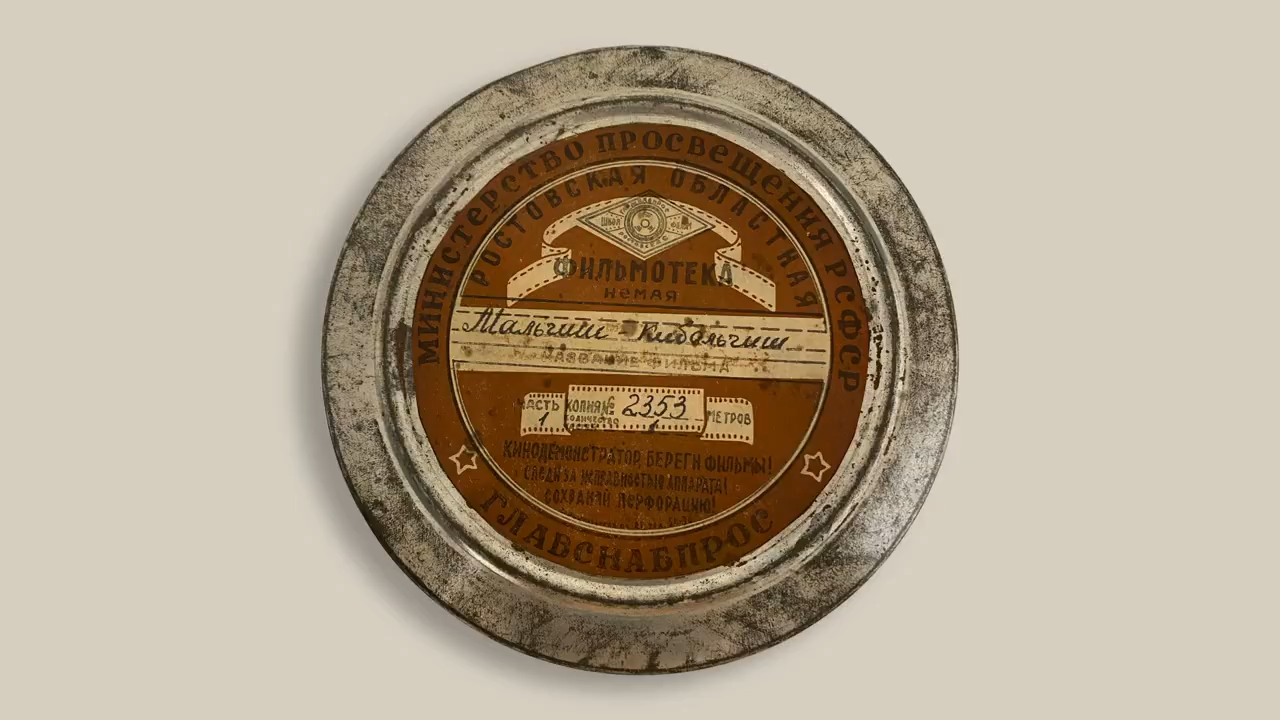 МИНИСТЕРСТВО ПРОСВЕЩЕНИЯ РСФСР
РОСТОВСКАЯ ОБЛАСТНАЯ
ФИЛЬМОТЕКА
НЕМАЯ
Мальчиш - Кибальчиш
НАЗВАНИЕ ФИЛЬМА
ЧАСТЬ КОПИЯ № 2353 МЕТРОВ
1 КОЛИЧЕСТВО
КИНОДЕМОНСТРАТОР, БЕРЕГИ ФИЛЬМЫ!
СЛЕДИ ЗА ИСПРАВНОСТЬЮ АППАРАТА!
СОХРАНЯЙ ПЕРФОРАЦИЮ!
ГЛАВСНАБПРОС